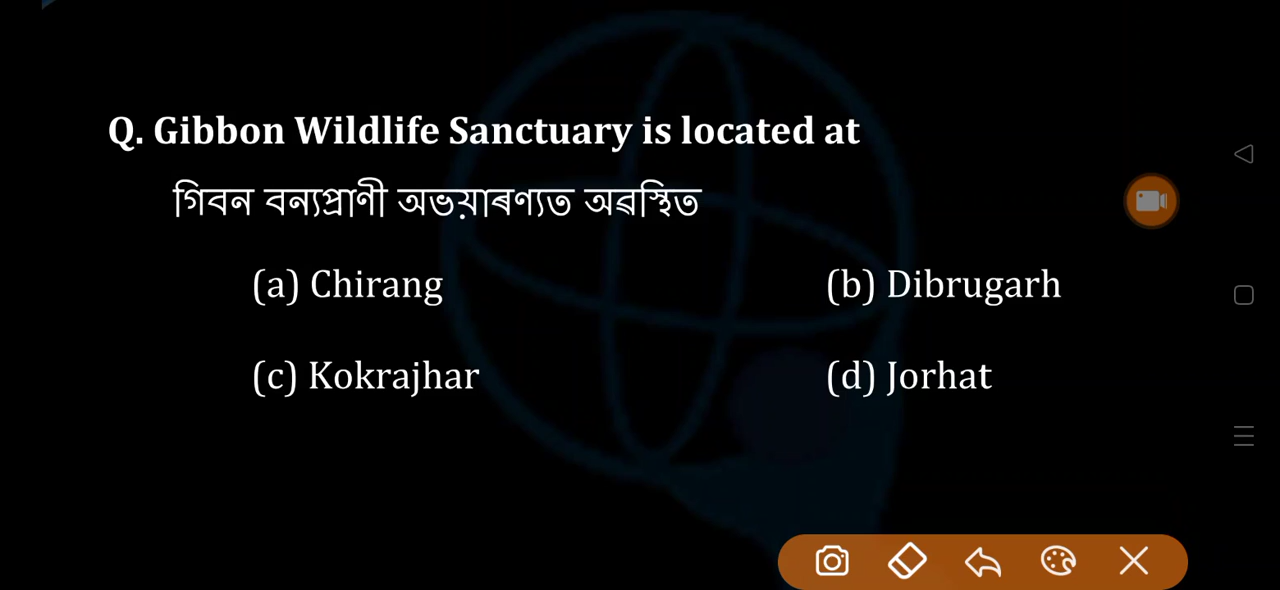 Q. Gibbon Wildlife Sanctuary is located at
গিবন বন্যপ্ৰাণী অভয়াৰণ্যত অৱস্থিত
(a) Chirang (b) Dibrugarh
(c) Kokrajhar (d) Jorhat